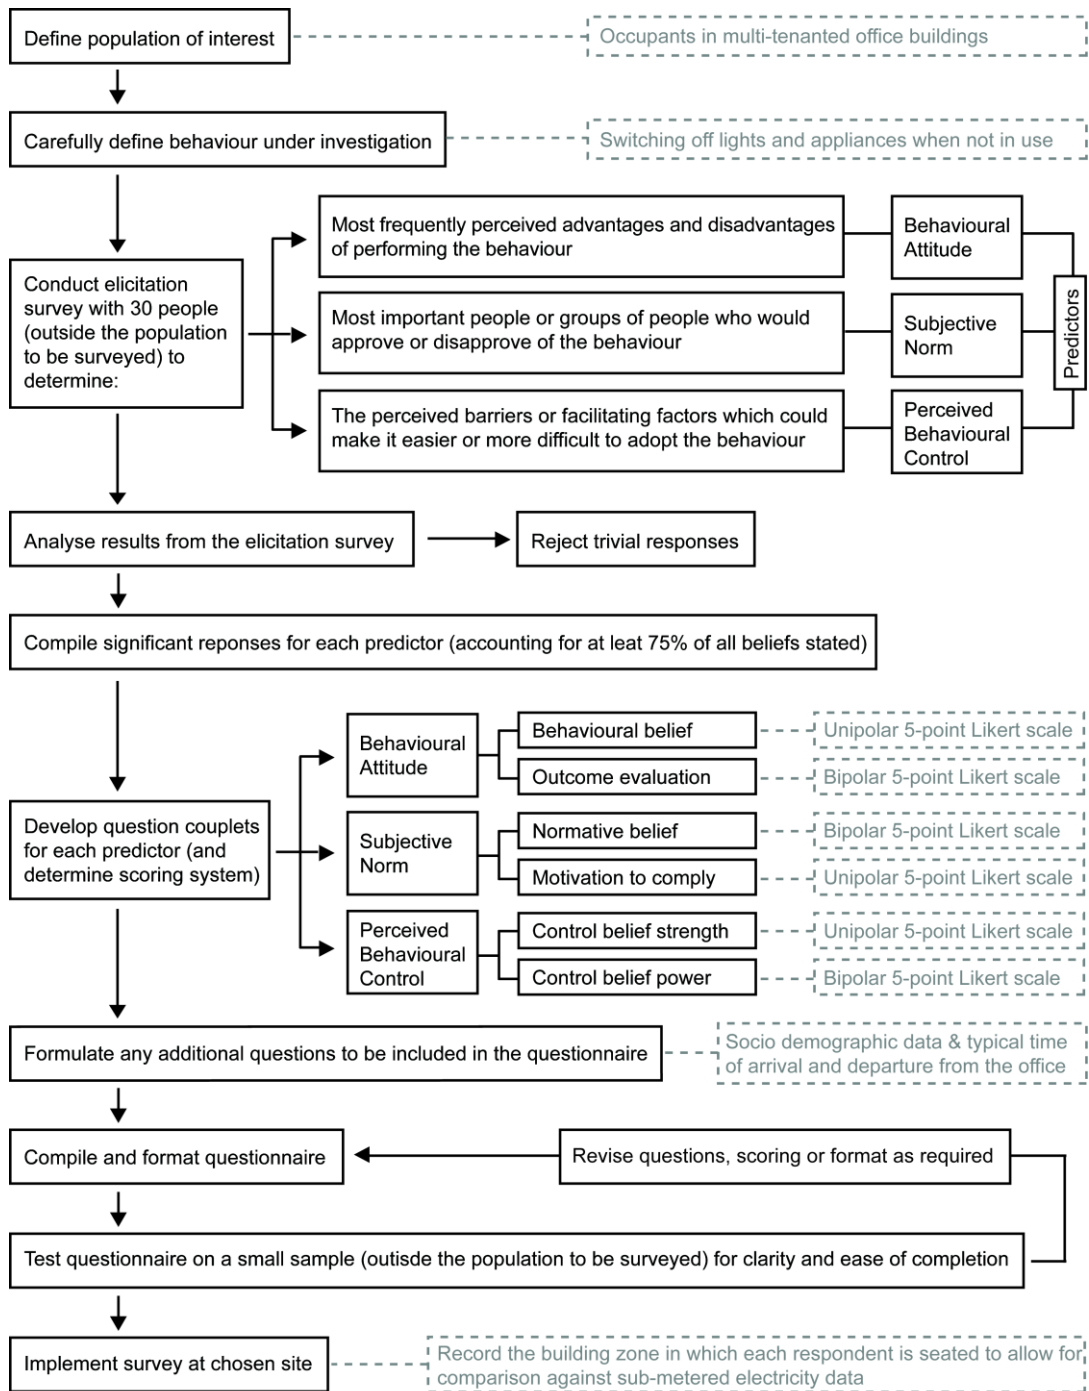 Define population of interest
Occupants in multi-tenanted office buildings
Carefully define behaviour under investigation
Switching off lights and appliances when not in use
Conduct elicitation
survey with 30 people
(outside the population
to be surveyed) to
determine:
Most frequently perceived advantages and disadvantages
of performing the behaviour
Behavioural
Attitude
Most important people or groups of people who would
approve or disapprove of the behaviour
Subjective
Norm
The perceived barriers or facilitating factors which could
make it easier or more difficult to adopt the behaviour
Perceived
Behavioural
Control
Predictors
Analyse results from the elicitation survey
Reject trivial responses
Compile significant reponses for each predictor (accounting for at leat 75% of all beliefs stated)
Develop question couplets
for each predictor (and
determine scoring system)
Behavioural
Attitude
Behavioural belief
Unipolar 5-point Likert scale
Outcome evaluation
Bipolar 5-point Likert scale
Subjective
Norm
Normative belief
Bipolar 5-point Likert scale
Motivation to comply
Unipolar 5-point Likert scale
Perceived
Behavioural
Control
Control belief strength
Unipolar 5-point Likert scale
Control belief power
Bipolar 5-point Likert scale
Formulate any additional questions to be included in the questionnaire
Socio demographic data & typical time
of arrival and departure from the office
Compile and format questionnaire
Revise questions, scoring or format as required
Test questionnaire on a small sample (outisde the population to be surveyed) for clarity and ease of completion
Implement survey at chosen site
Record the building zone in which each respondent is seated to allow for
comparison against sub-metered electricity data